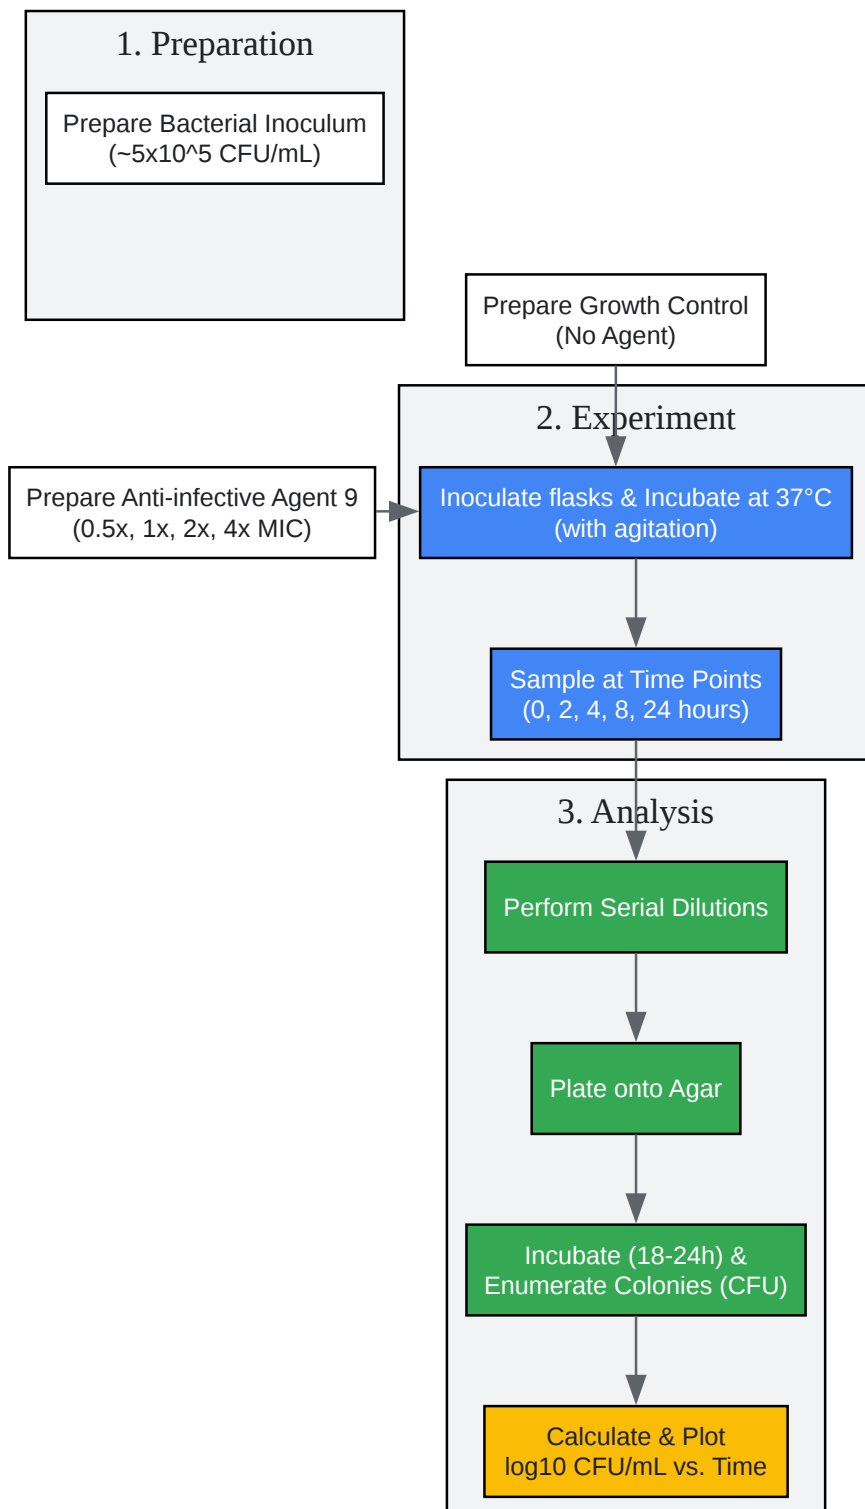 1. Preparation
Prepare Bacterial Inoculum
(~5x10^5 CFU/mL)
Prepare Growth Control
(No Agent)
2. Experiment
Prepare Anti-infective Agent 9
(0.5x, 1x, 2x, 4x MIC)
Inoculate flasks & Incubate at 37°C
(with agitation)
Sample at Time Points
(0, 2, 4, 8, 24 hours)
3. Analysis
Perform Serial Dilutions
Plate onto Agar
Incubate (18-24h) &
Enumerate Colonies (CFU)
Calculate & Plot
log10 CFU/mL vs. Time